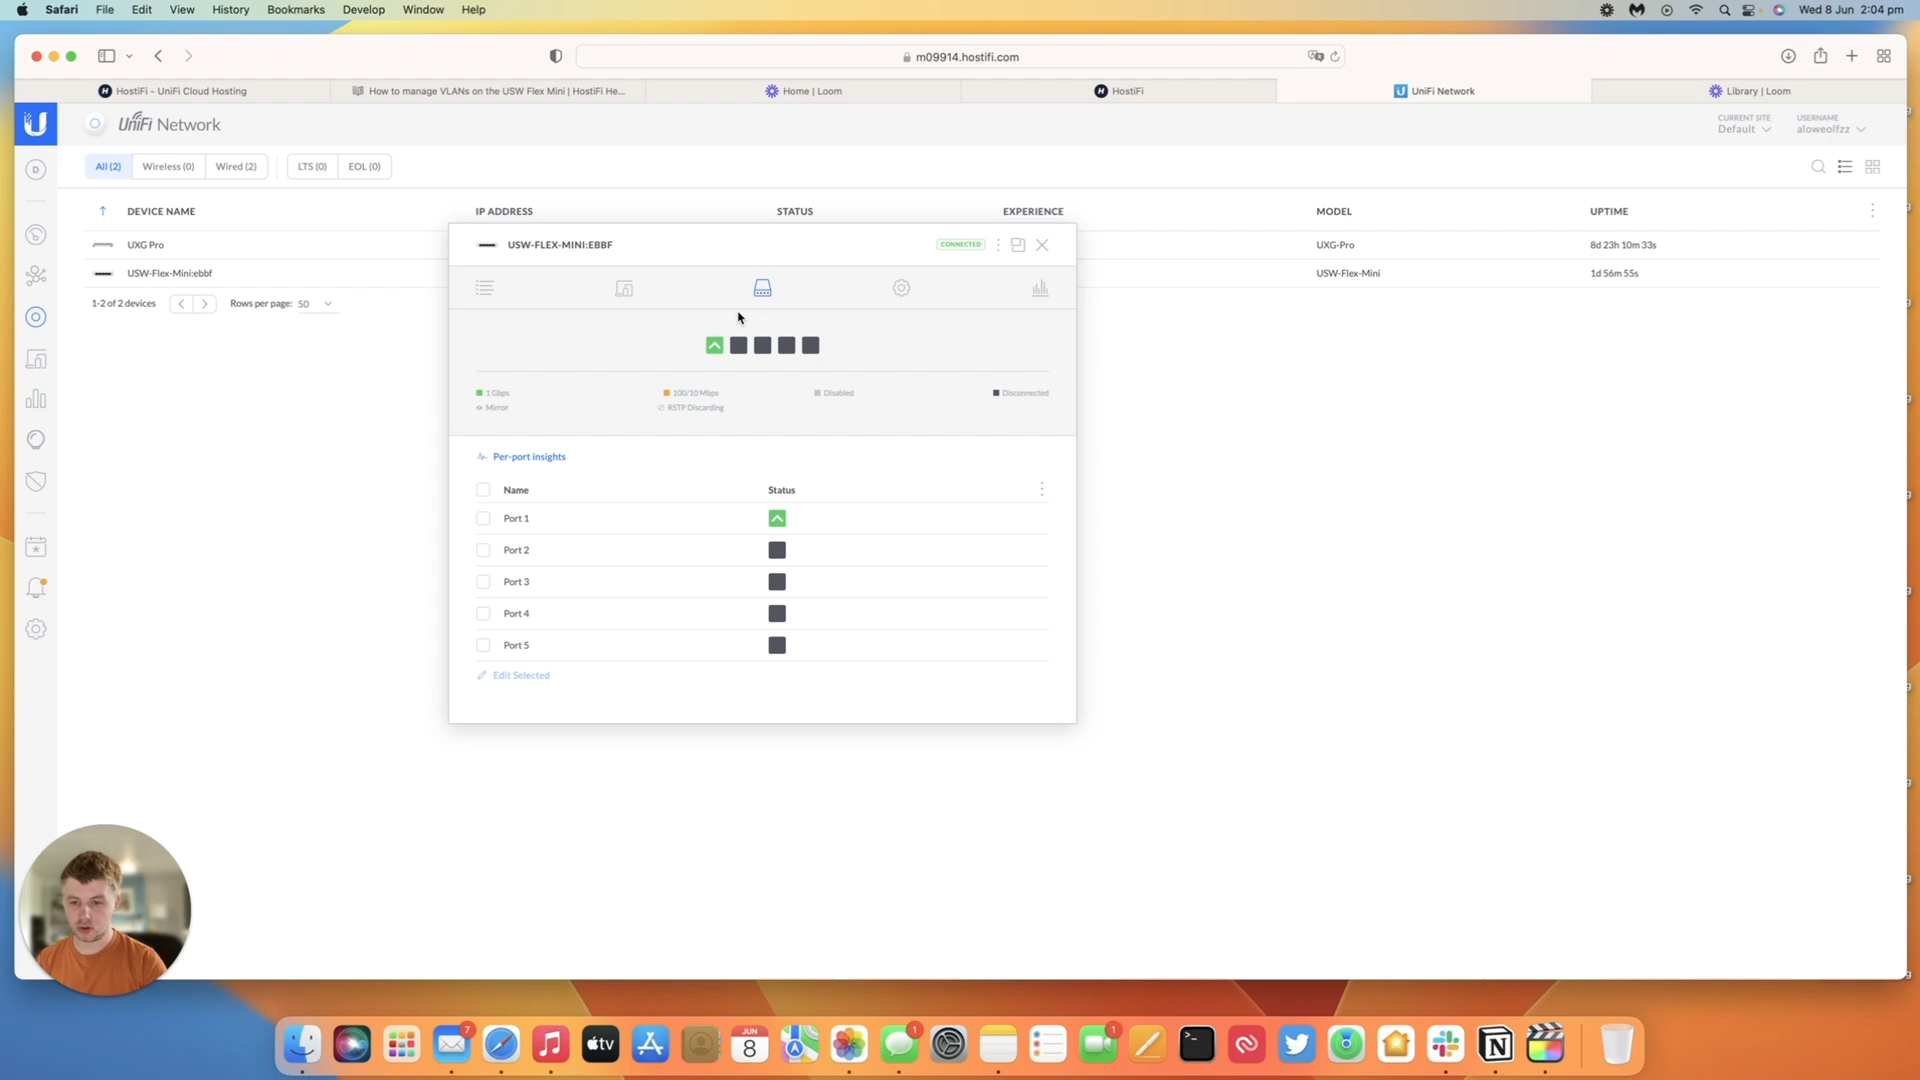 Safari File Edit View History Bookmarks Develop Window Help Wed 8 Jun 2:04 pm
m09914.hostifi.com
HostiFi - UniFi Cloud Hosting How to manage VLANs on the USW Flex Mini | HostiFi He... Home | Loom HostiFi UniFi Network Library | Loom
UniFi Network
CURRENT SITE USERNAME
Default aloweolfzz
All (2) Wireless (0) Wired (2) LTS (0) EOL (0)
DEVICE NAME IP ADDRESS STATUS EXPERIENCE MODEL UPTIME
UXG Pro UXG-Pro 8d 23h 10m 33s
USW-Flex-Mini:ebbf USW-Flex-Mini 1d 56m 55s
1-2 of 2 devices Rows per page: 50
USW-FLEX-MINI:EBBF CONNECTED
1 Gbps 100/10 Mbps Disabled Disconnected
Mirror RSTP Discarding
Per-port insights
Name Status
Port 1
Port 2
Port 3
Port 4
Port 5
Edit Selected
D
7
tv
JUN
8
1
1